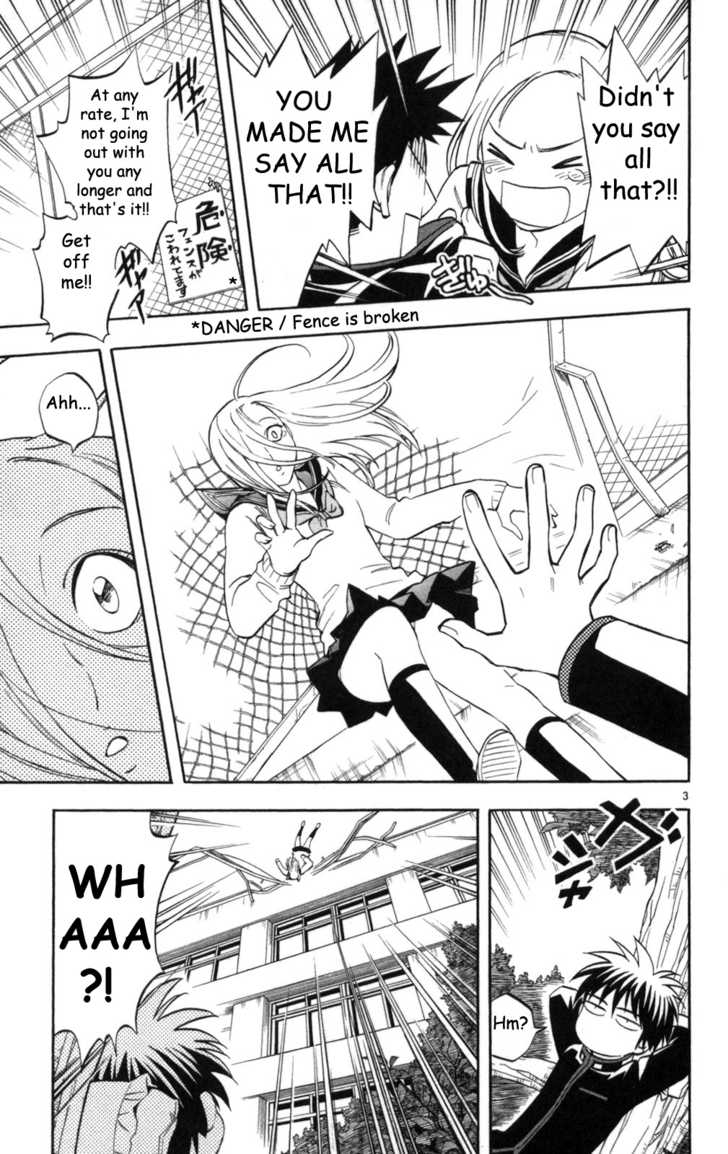 Didn't
you say
all
that?!!
YOU
MADE ME
SAY ALL
THAT!!
ギュ
At any
rate, I'm
not going
out with
you any
longer and
that's it!!
Get
off
me!!
危険
フェンスが
こわれてます
*
*DANGER / Fence is broken
Ahh...
3
Hm?
WH
AAA
?!